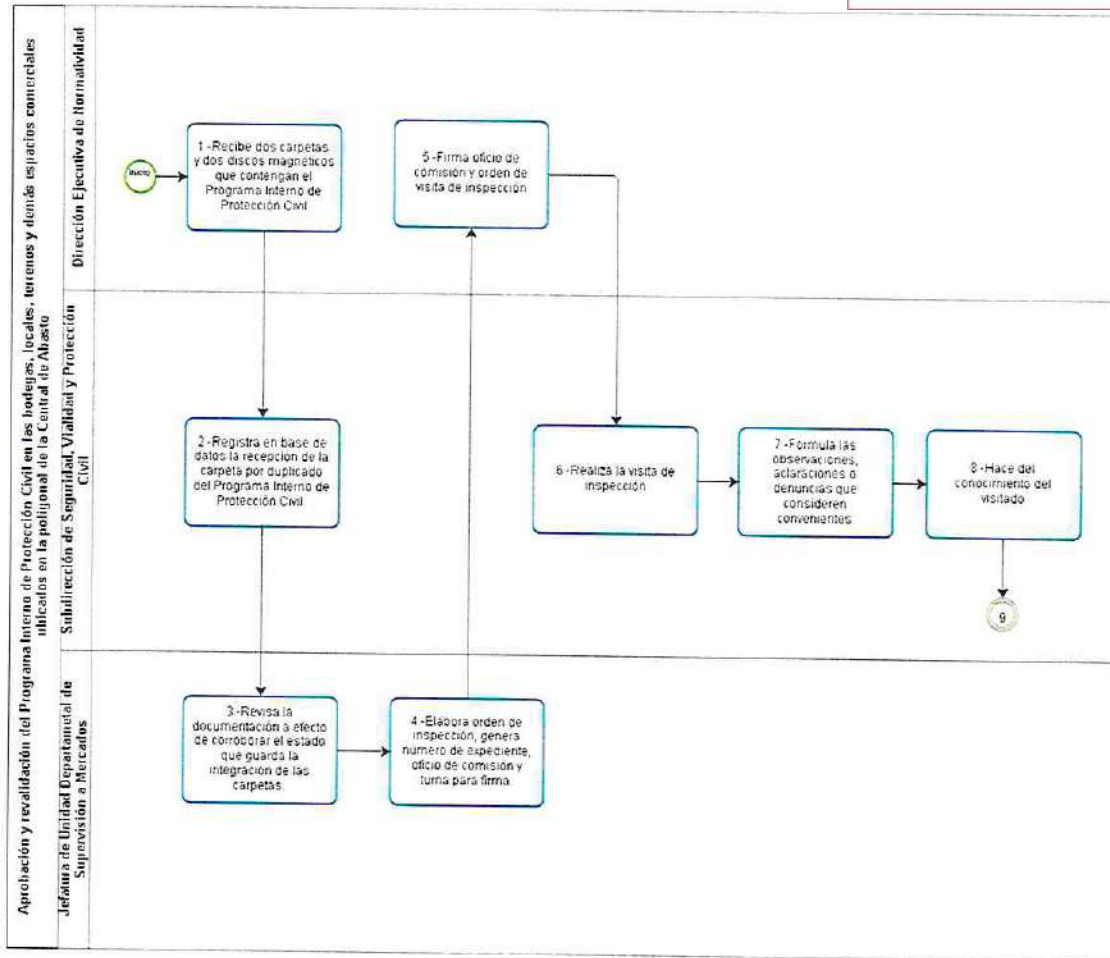 Aprobación y revalidación del Programa Interno de Protección Civil en las bodegas, locales, terrenos y demás espacios comerciales
ubicados en la poligonal de la Central de Abasto
Dirección Ejecutiva de Normatividad
Inicio
1.-Recibe dos carpetas
y dos discos magnéticos
que contengan el
Programa Interno de
Protección Civil
5.-Firma oficio de
comisión y orden de
visita de inspección
Subdirección de Seguridad, Vialidad y Protección
Civil
2.-Registra en base de
datos la recepción de la
carpeta por duplicado
del Programa Interno de
Protección Civil
6.-Realiza la visita de
inspección
7.-Formula las
observaciones,
aclaraciones o
denuncias que
consideren
convenientes
8.-Hace del
conocimiento del
visitado
9
Jefatura de Unidad Departametal de
Supervisión a Mercados
3.-Revisa la
documentación a efecto
de corroborar el estado
que guarda la
integración de las
carpetas
4.-Elabora orden de
inspección, genera
numero de expediente,
oficio de comisión y
turna para firma.